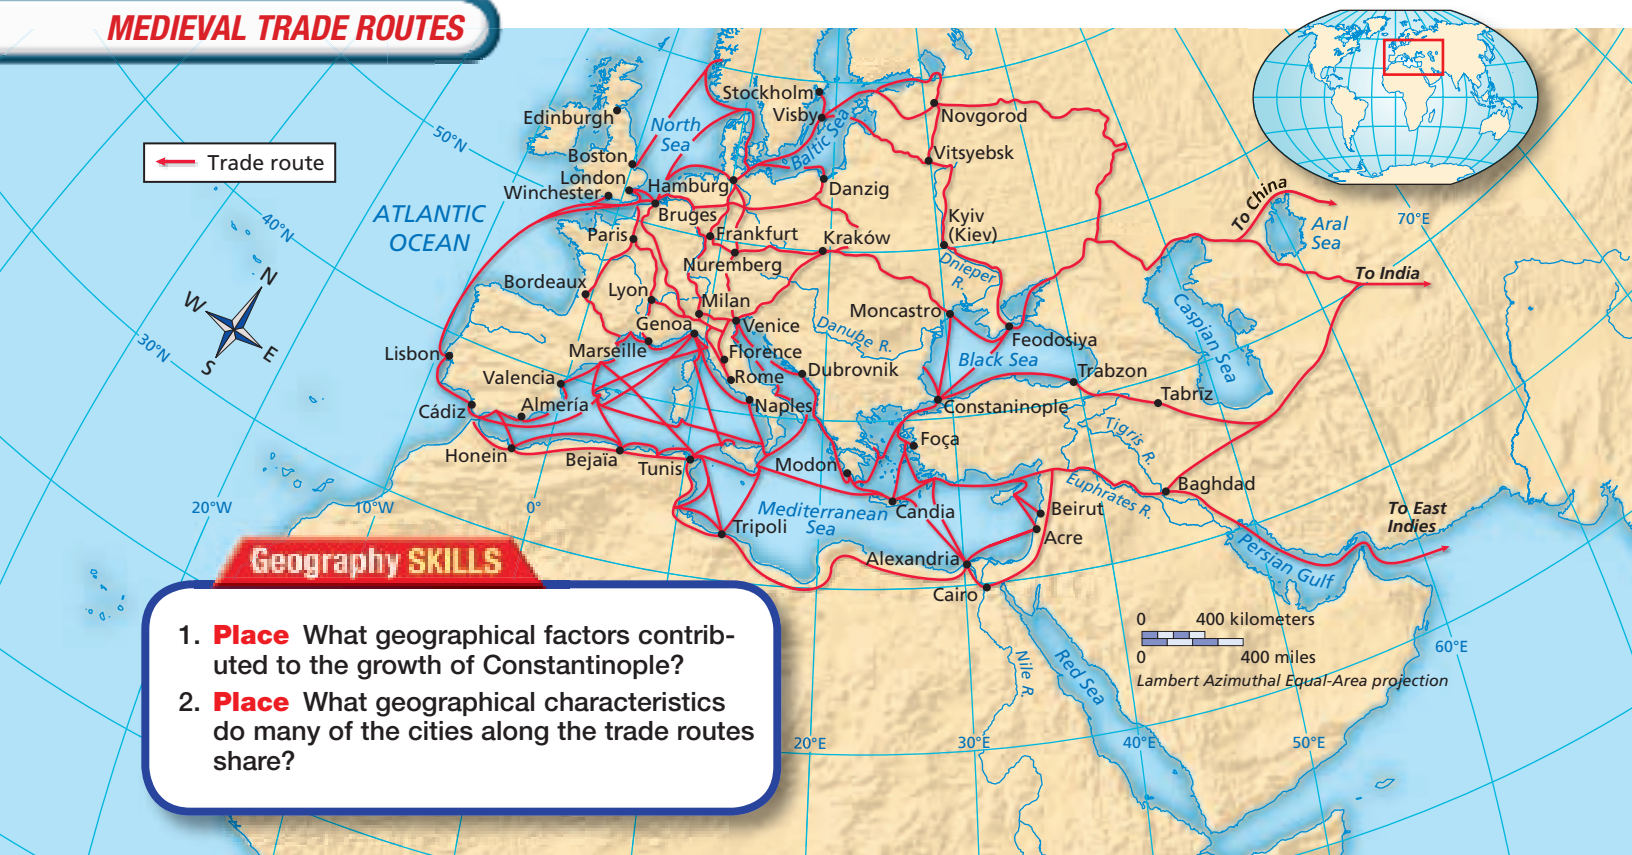 MEDIEVAL TRADE ROUTES
Trade route
ATLANTIC
OCEAN
North
Sea
Baltic Sea
Edinburgh
Stockholm
Visby
Novgorod
Boston
London
Winchester
Hamburg
Danzig
Vitsyebsk
Bruges
Paris
Frankfurt
Nuremberg
Kraków
Kyiv
(Kiev)
Dnieper
R.
Bordeaux
Lyon
Milan
Genoa
Venice
Moncastro
Danube R.
Feodosiya
Black Sea
Caspian Sea
Aral
Sea
To China
To India
Lisbon
Marseille
Florence
Valencia
Rome
Dubrovnik
Trabzon
Tabriz
Cádiz
Almería
Naples
Constaninople
Foça
Tigris R.
Honein
Bejaïa
Tunis
Modon
Euphrates R.
Baghdad
Mediterranean
Sea
Candia
Beirut
Acre
To East
Indies
Tripoli
Alexandria
Cairo
Persian Gulf
Nile R.
Red Sea
50°N
40°N
30°N
20°W
10°W
0°
20°E
30°E
40°E
50°E
60°E
70°E
N
W
E
S
0 400 kilometers
0 400 miles
Lambert Azimuthal Equal-Area projection
Geography SKILLS
1. Place What geographical factors contrib-
uted to the growth of Constantinople?
2. Place What geographical characteristics
do many of the cities along the trade routes
share?